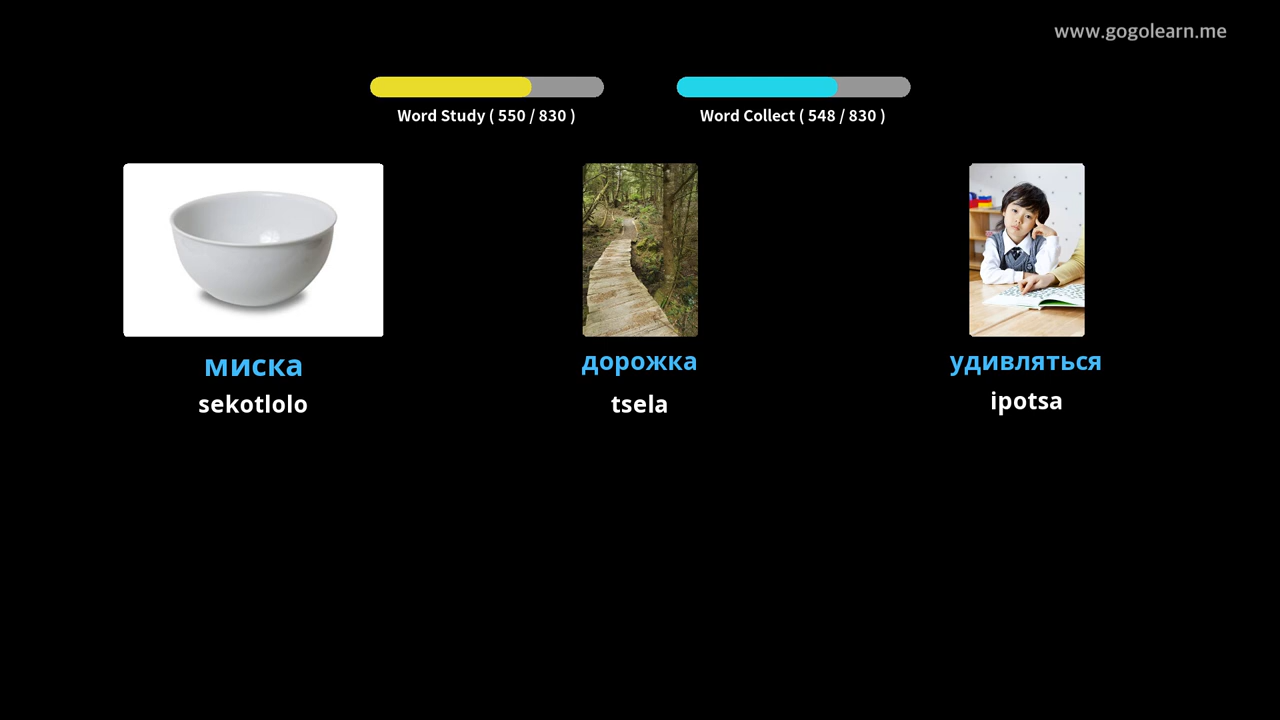 www.gogolearn.me
Word Study ( 550 / 830 )
Word Collect ( 548 / 830 )
миска
дорожка
удивляться
sekotlolo
tsela
ipotsa